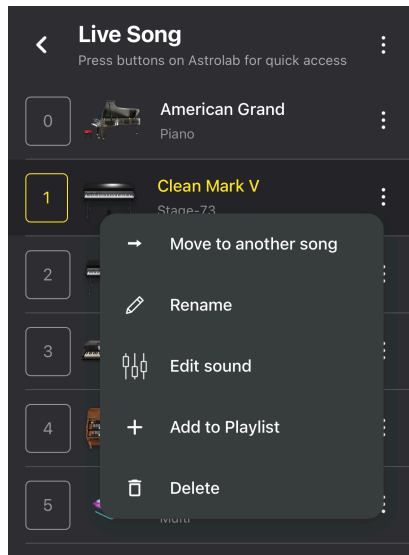 Live Song
Press buttons on Astrolab for quick access
0
American Grand
Piano
1
Clean Mark V
Stage-73
Move to another song
2
Rename
3
Edit sound
4
Add to Playlist
5
Delete
Multi